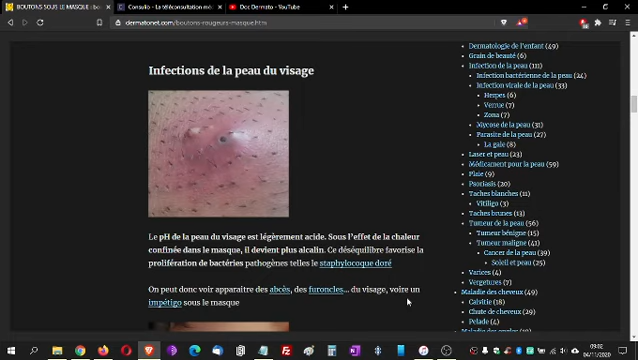 BOUTONS SOUS LE MASQUE
Consulib - La téléconsultation mé
Doc Dermato - YouTube
dermatonet.com/boutons-rougeurs-masque.htm
Infections de la peau du visage
Le pH de la peau du visage est légèrement acide. Sous l'effet de la chaleur
confinée dans le masque, il devient plus alcalin. Ce déséquilibre favorise la
prolifération de bactéries pathogènes telles le staphylocoque doré
On peut donc voir apparaitre des abcès, des furoncles... du visage, voire un
impétigo sous le masque
Dermatologie de l'enfant (49)
Grain de beauté (6)
Infection de la peau (111)
Infection bactérienne de la peau (24)
Infection virale de la peau (33)
Herpes (6)
Verrue (7)
Zona (7)
Mycose de la peau (31)
Parasite de la peau (27)
La gale (8)
Laser et peau (23)
Médicament pour la peau (59)
Plaie (9)
Psoriasis (20)
Taches blanches (11)
Vitiligo (3)
Taches brunes (13)
Tumeur de la peau (56)
Tumeur bénigne (15)
Tumeur maligne (41)
Cancer de la peau (39)
Soleil et peau (25)
Varices (4)
Vergetures (7)
Maladie des cheveux (49)
Calvitie (18)
Chute de cheveux (29)
Pelade (4)
09:02
04/11/2020